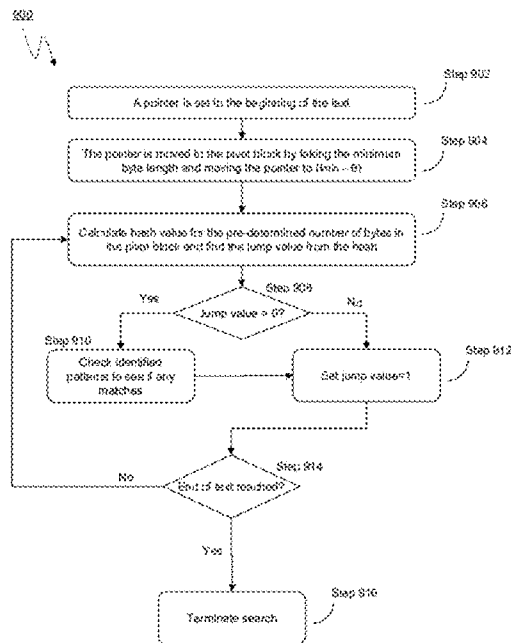 900
Step 902
A pointer is set to the beginning of the text
Step 904
The pointer is moved to the pivot block by taking the minimum
byte length and moving the pointer to
Step 906
Calculate hash value for the pre-determined number of bytes in
the pivot block and find the jump value from the hash
Step 908
Yes
Jump value = 0?
No
Step 910
Check identified
patterns to see if any
matches
Step 912
Set jump value=1
Step 914
No
End of text reached?
Yes
Step 916
Terminate search